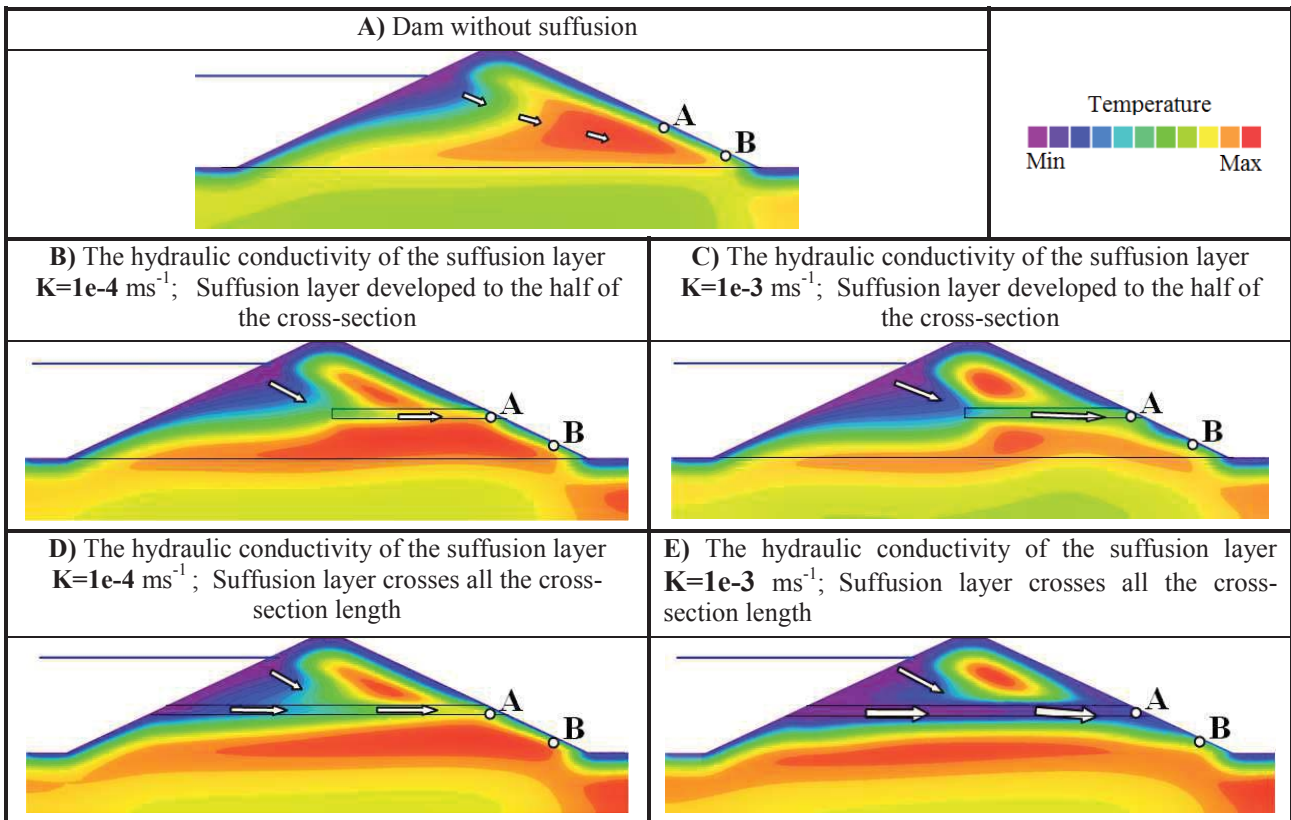 A) Dam without suffusion
A
B
Temperature
Min Max
B) The hydraulic conductivity of the suffusion layer
K=1e-4 ms⁻¹; Suffusion layer developed to the half of
the cross-section
A
B
C) The hydraulic conductivity of the suffusion layer
K=1e-3 ms⁻¹; Suffusion layer developed to the half of
the cross-section
A
B
D) The hydraulic conductivity of the suffusion layer
K=1e-4 ms⁻¹ ; Suffusion layer crosses all the cross-
section length
A
B
E) The hydraulic conductivity of the suffusion layer
K=1e-3 ms⁻¹; Suffusion layer crosses all the cross-
section length
A
B